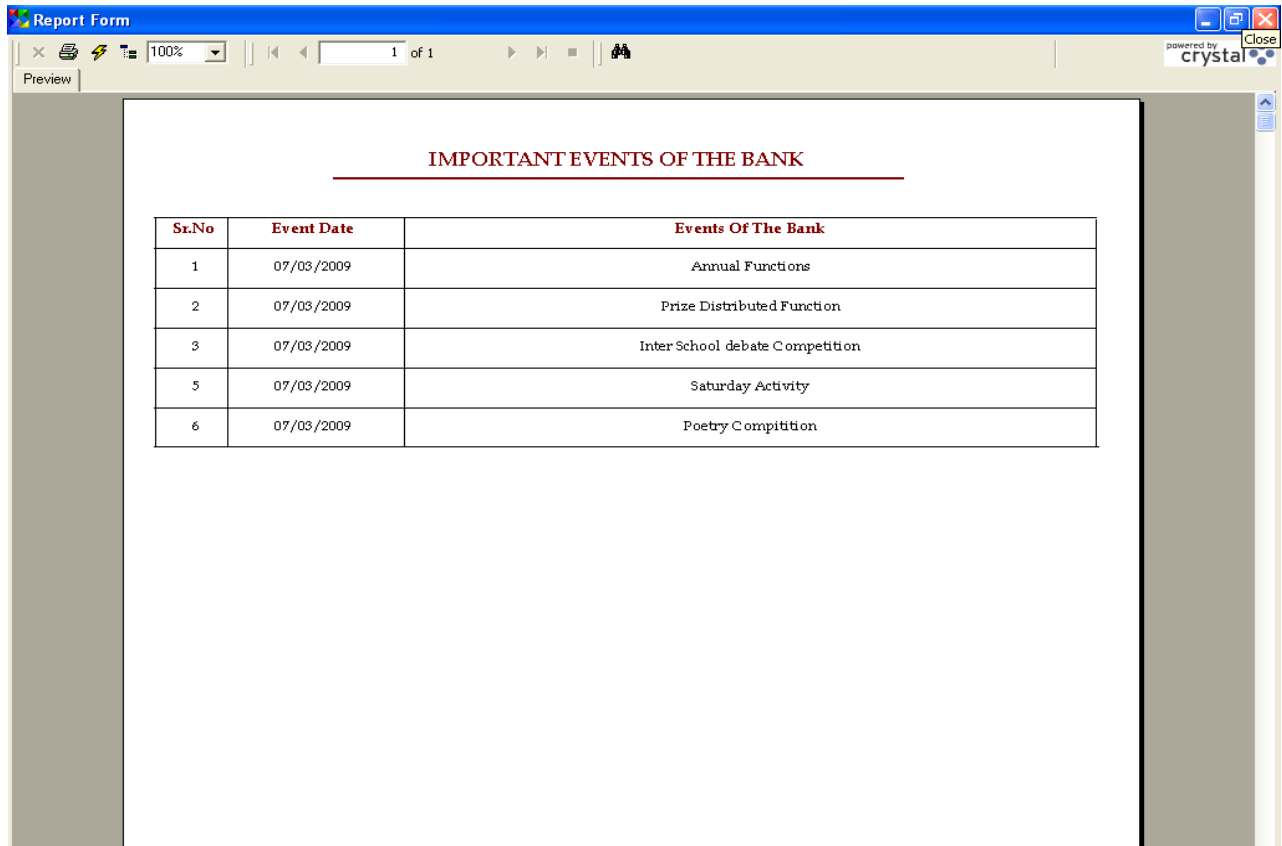 Report Form
Close
100%
1 of 1
powered by
crystal
Preview
IMPORTANT EVENTS OF THE BANK
Sr.No Event Date Events Of The Bank
1 07/03/2009 Annual Functions
2 07/03/2009 Prize Distributed Function
3 07/03/2009 Inter School debate Competition
5 07/03/2009 Saturday Activity
6 07/03/2009 Poetry Compitition